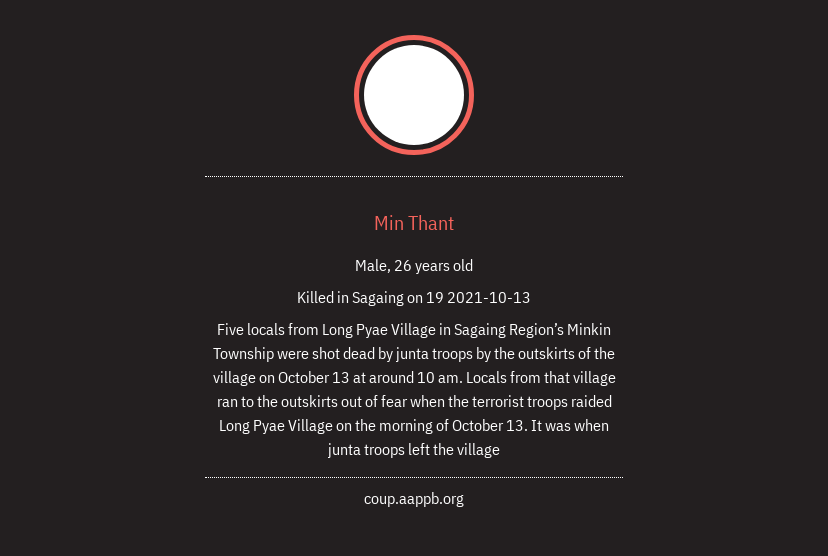 Min Thant
Male, 26 years old
Killed in Sagaing on 19 2021-10-13
Five locals from Long Pyae Village in Sagaing Region’s Minkin
Township were shot dead by junta troops by the outskirts of the
village on October 13 at around 10 am. Locals from that village
ran to the outskirts out of fear when the terrorist troops raided
Long Pyae Village on the morning of October 13. It was when
junta troops left the village
coup.aappb.org